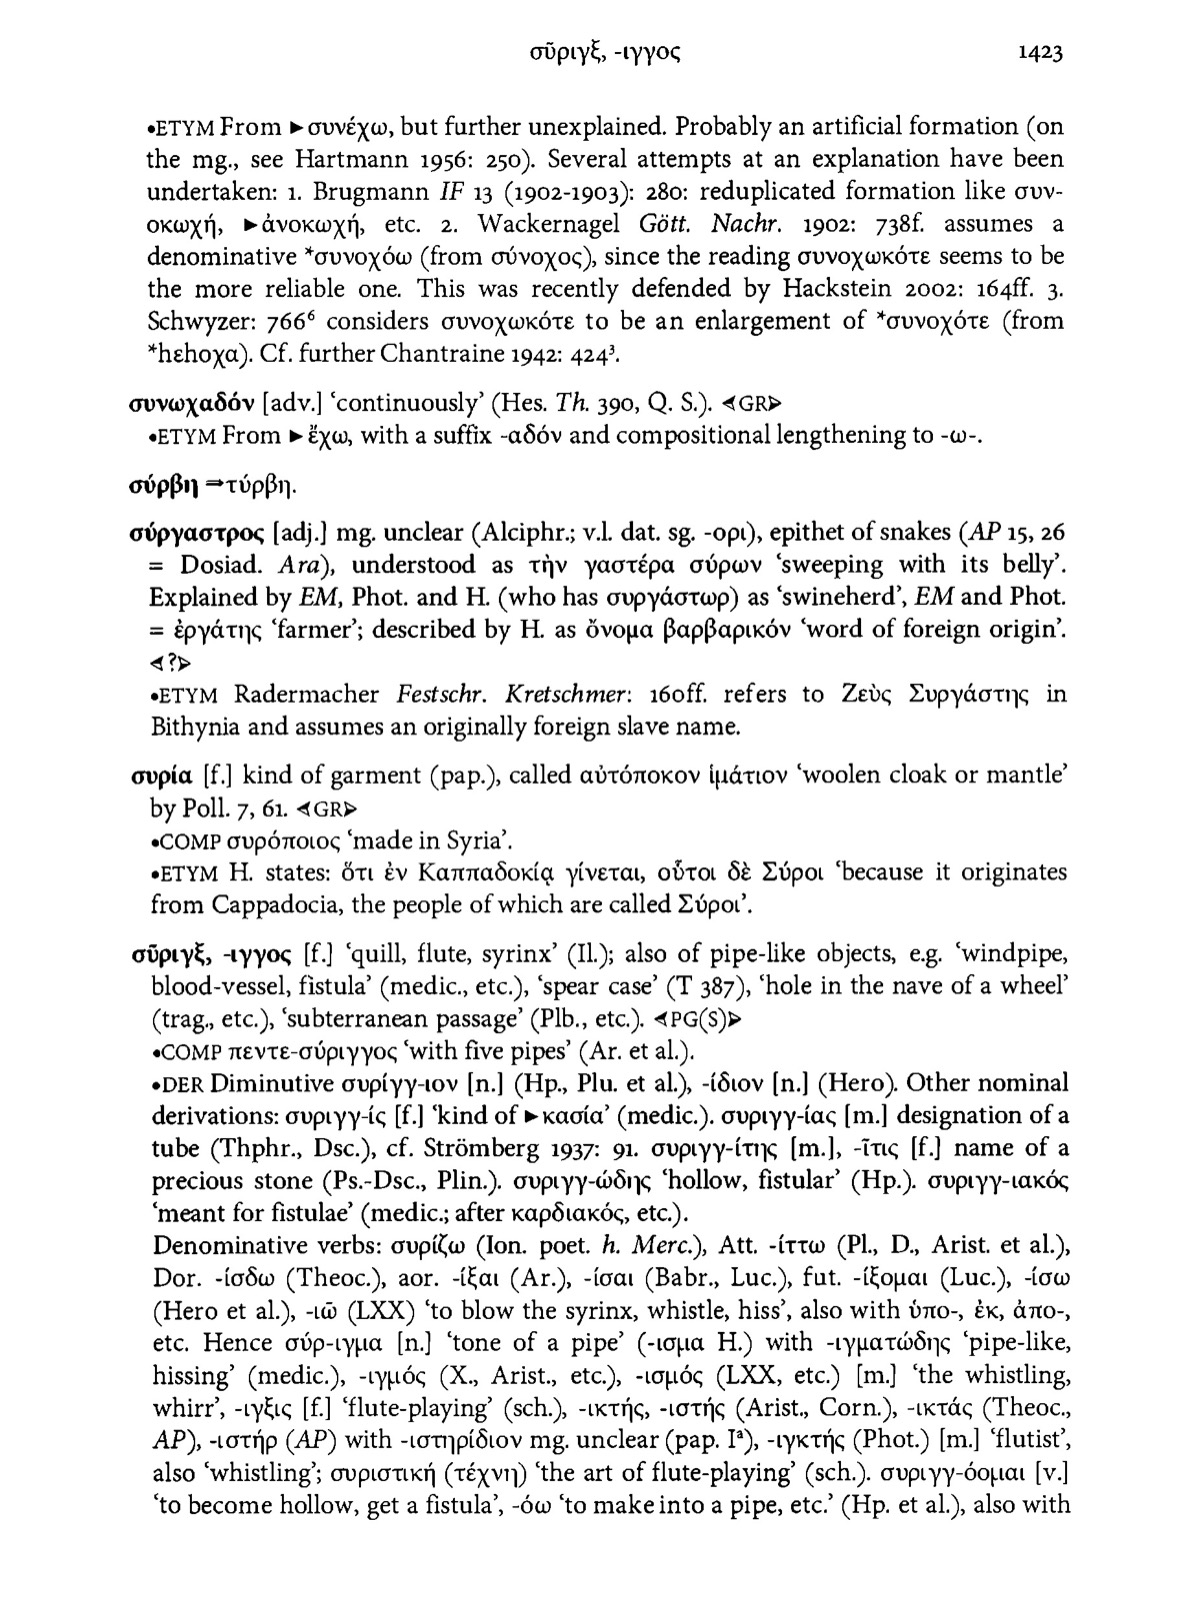 σῦριγξ, -ιγγος 1423
•ETYM From ►συνέχω, but further unexplained. Probably an artificial formation (on
the mg., see Hartmann 1956: 250). Several attempts at an explanation have been
undertaken: 1. Brugmann IF 13 (1902-1903): 280: reduplicated formation like συν-
οκωχή, ►ἀνοκωχή, etc. 2. Wackernagel Gött. Nachr. 1902: 738f. assumes a
denominative *συνοχόω (from σύνοχος), since the reading συνοχωκότε seems to be
the more reliable one. This was recently defended by Hackstein 2002: 164ff. 3.
Schwyzer: 766⁶ considers συνοχωκότε to be an enlargement of *συνοχότε (from
*hεhοχα). Cf. further Chantraine 1942: 424³.
συνωχαδόν [adv.] ‘continuously’ (Hes. Th. 390, Q. S.). ⋖GR⋗
•ETYM From ►ἔχω, with a suffix -αδόν and compositional lengthening to -ω-.
σύρβη ⇒τύρβη.
σύργαστρος [adj.] mg. unclear (Alciphr.; v.l. dat. sg. -ορι), epithet of snakes (AP 15, 26
= Dosiad. Ara), understood as τὴν γαστέρα σύρων ‘sweeping with its belly’.
Explained by EM, Phot. and H. (who has συργάστωρ) as ‘swineherd’, EM and Phot.
= ἐργάτης ‘farmer’; described by H. as ὄνομα βαρβαρικόν ‘word of foreign origin’.
⋖?⋗
•ETYM Radermacher Festschr. Kretschmer: 160ff. refers to Ζεὺς Συργάστης in
Bithynia and assumes an originally foreign slave name.
συρία [f.] kind of garment (pap.), called αὐτόποκον ἱμάτιον ‘woolen cloak or mantle’
by Poll. 7, 61. ⋖GR⋗
•COMP συρόποιος ‘made in Syria’.
•ETYM H. states: ὅτι ἐν Καππαδοκίᾳ γίνεται, οὗτοι δὲ Σύροι ‘because it originates
from Cappadocia, the people of which are called Σύροι’.
σῦριγξ, -ιγγος [f.] ‘quill, flute, syrinx’ (Il.); also of pipe-like objects, e.g. ‘windpipe,
blood-vessel, fistula’ (medic., etc.), ‘spear case’ (T 387), ‘hole in the nave of a wheel’
(trag., etc.), ‘subterranean passage’ (Plb., etc.). ⋖PG(S)⋗
•COMP πεντε-σύριγγος ‘with five pipes’ (Ar. et al.).
•DER Diminutive συρίγγ-ιον [n.] (Hp., Plu. et al.), -ίδιον [n.] (Hero). Other nominal
derivations: συριγγ-ίς [f.] ‘kind of ►κασία’ (medic.). συριγγ-ίας [m.] designation of a
tube (Thphr., Dsc.), cf. Strömberg 1937: 91. συριγγ-ίτης [m.], -ῖτις [f.] name of a
precious stone (Ps.-Dsc., Plin.). συριγγ-ώδης ‘hollow, fistular’ (Hp.). συριγγ-ιακός
‘meant for fistulae’ (medic.; after καρδιακός, etc.).
Denominative verbs: συρίζω (Ion. poet. h. Merc.), Att. -ίττω (Pl., D., Arist. et al.),
Dor. -ίσδω (Theoc.), aor. -ίξαι (Ar.), -ίσαι (Babr., Luc.), fut. -ίξομαι (Luc.), -ίσω
(Hero et al.), -ιῶ (LXX) ‘to blow the syrinx, whistle, hiss’, also with ὑπο-, ἐκ, ἀπο-,
etc. Hence σύρ-ιγμα [n.] ‘tone of a pipe’ (-ισμα H.) with -ιγματώδης ‘pipe-like,
hissing’ (medic.), -ιγμός (X., Arist., etc.), -ισμός (LXX, etc.) [m.] ‘the whistling,
whirr’, -ιγξις [f.] ‘flute-playing’ (sch.), -ικτής, -ιστής (Arist., Corn.), -ικτάς (Theoc.,
AP), -ιστήρ (AP) with -ιστηρίδιον mg. unclear (pap. Iᵃ), -ιγκτής (Phot.) [m.] ‘flutist’,
also ‘whistling’; συριστική (τέχνη) ‘the art of flute-playing’ (sch.). συριγγ-όομαι [v.]
‘to become hollow, get a fistula’, -όω ‘to make into a pipe, etc.’ (Hp. et al.), also with